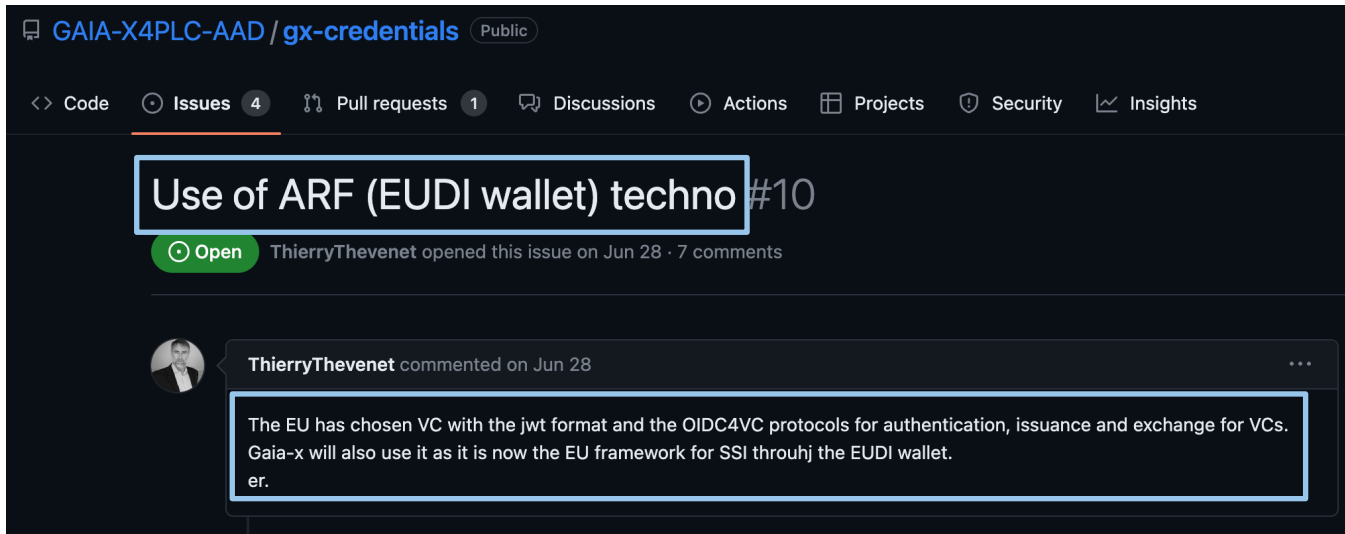 GAIA-X4PLC-AAD / gx-credentials Public
Code Issues 4 Pull requests 1 Discussions Actions Projects Security Insights
Use of ARF (EUDI wallet) techno #10
Open ThierryThevenet opened this issue on Jun 28 · 7 comments
ThierryThevenet commented on Jun 28
The EU has chosen VC with the jwt format and the OIDC4VC protocols for authentication, issuance and exchange for VCs.
Gaia-x will also use it as it is now the EU framework for SSI throuhj the EUDI wallet.
er.